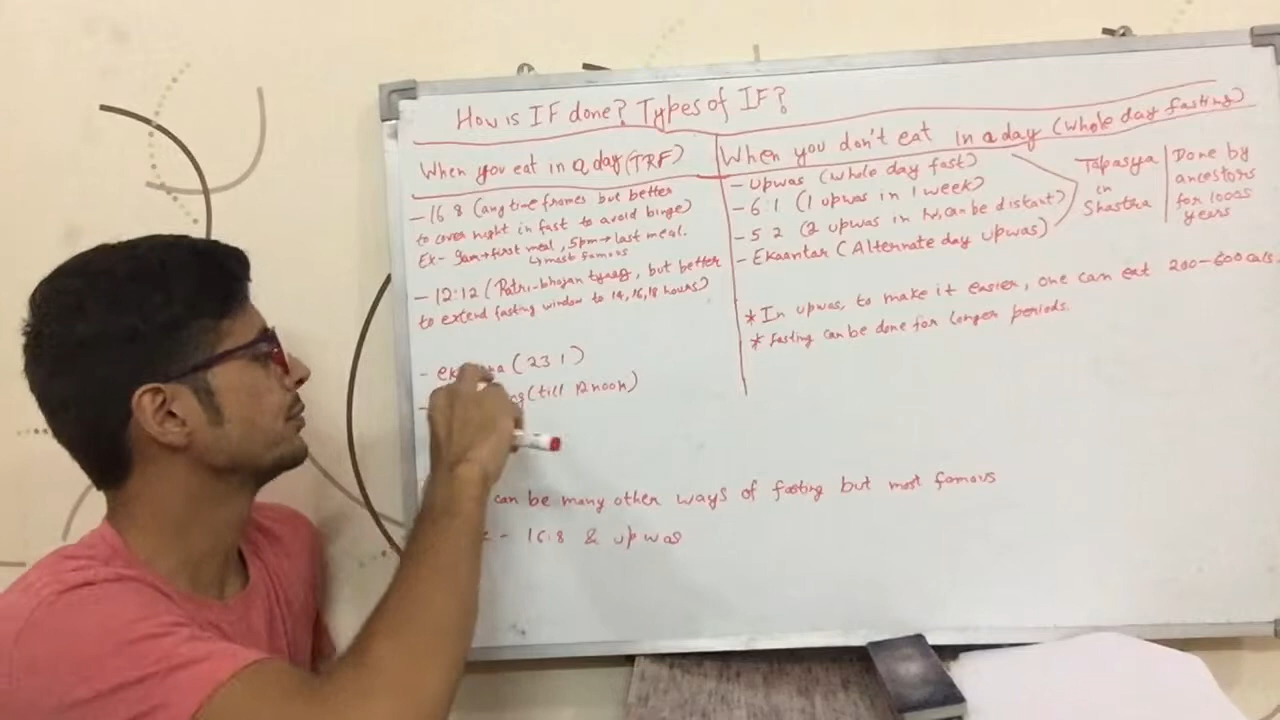 How is IF done? Types of IF?
When you eat in a day (TRF)
- 16:8 (any time frames but better
to cover night in fast to avoid binge)
Ex- 9am→first meal, 5pm→last meal.
↳most famous
- 12:12 (Ratri-bhojan tyaag, but better
to extend fasting window to 14,16,18 hours)
- (23:1)
(till 12 noon)
When you don't eat in a day (Whole day fasting)
- Upwas (whole day fast)
- 6:1 (1 upwas in 1 week)
- 5:2 (2 upwas in 1w, can be distant)
- Ekaantar (Alternate day upwas)
Tapasya
in
Shastra
Done by
ancestors
for 1000s
years
* In upwas, to make it easier, one can eat 200-600 cals.
* Fasting can be done for longer periods.
can be many other ways of fasting but most famous
- 16:8 & upwas